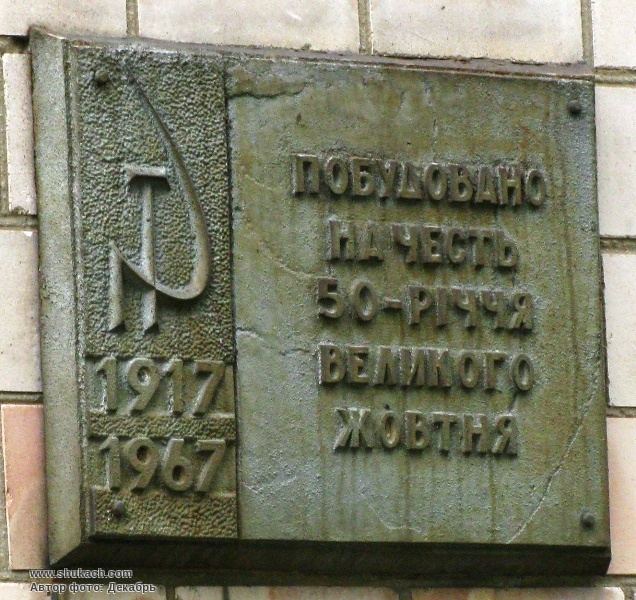 ПОБУДОВАНО
НА ЧЕСТЬ
50-РІЧЧЯ
ВЕЛИКОГО
ЖОВТНЯ
1917
1967
www.shukach.com
Автор фото: Декабрь